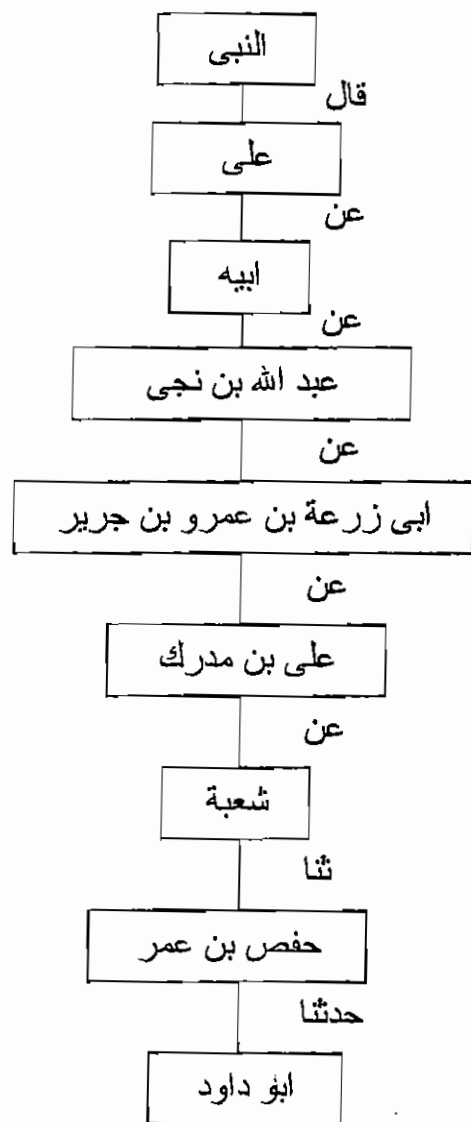 النبى
قال
على
عن
ابيه
عن
عبد الله بن نجى
عن
ابى زرعة بن عمرو بن جرير
عن
على بن مدرك
عن
شعبة
ثنا
حفص بن عمر
حدثنا
ابؤ داود